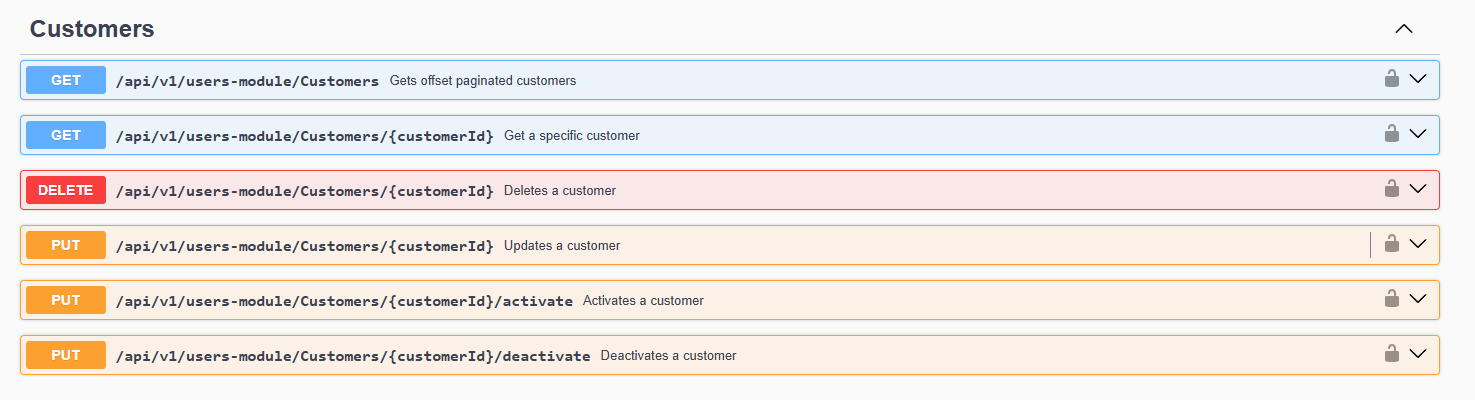 Customers
GET /api/v1/users-module/Customers Gets offset paginated customers
GET /api/v1/users-module/Customers/{customerId} Get a specific customer
DELETE /api/v1/users-module/Customers/{customerId} Deletes a customer
PUT /api/v1/users-module/Customers/{customerId} Updates a customer
PUT /api/v1/users-module/Customers/{customerId}/activate Activates a customer
PUT /api/v1/users-module/Customers/{customerId}/deactivate Deactivates a customer